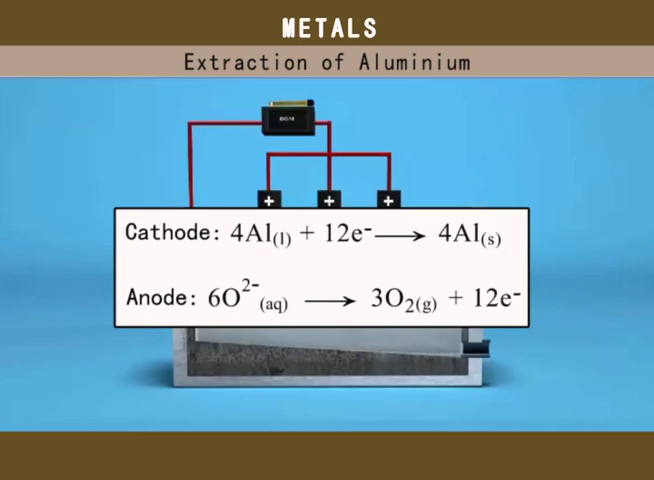 METALS
Extraction of Aluminium
+ + +
Cathode: 4Al(l) + 12e- ⟶ 4Al(s)
Anode: 6O2-(aq) ⟶ 3O2(g) + 12e-